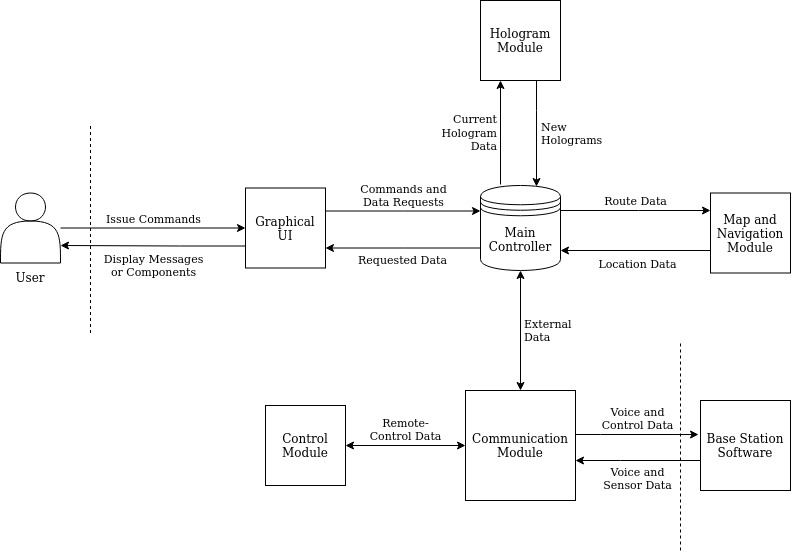 Hologram
Module
Current
Hologram
Data
New
Holograms
Commands and
Data Requests
Route Data
Issue Commands
Graphical
UI
Main
Controller
Map and
Navigation
Module
Display Messages
or Components
Requested Data
Location Data
User
External
Data
Remote-
Control Data
Voice and
Control Data
Control
Module
Communication
Module
Base Station
Software
Voice and
Sensor Data